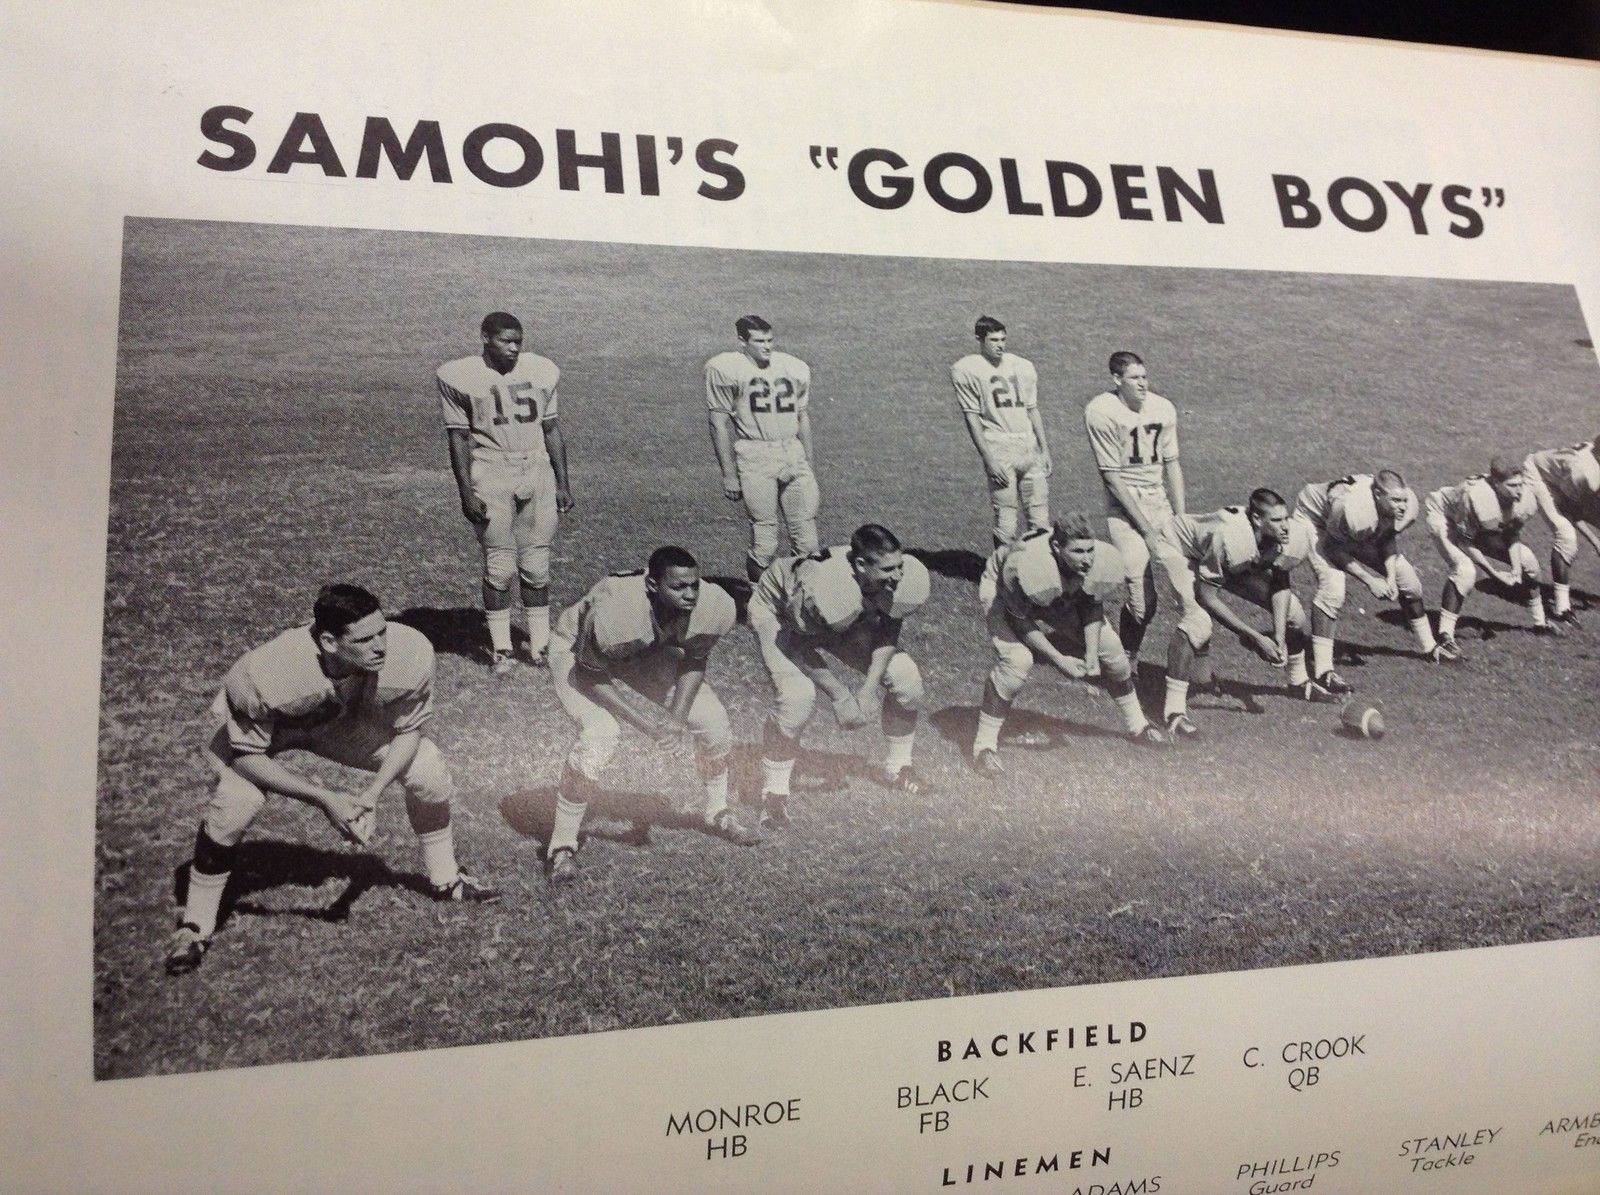 SAMOHI'S "GOLDEN BOYS"
15
22
21
17
BACKFIELD
MONROE BLACK E. SAENZ C. CROOK
HB FB HB QB
LINEMEN
ADAMS PHILLIPS STANLEY
Guard Tackle